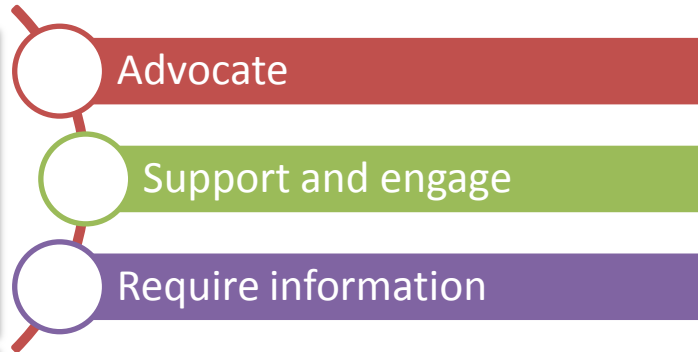 Advocate
Support and engage
Require information